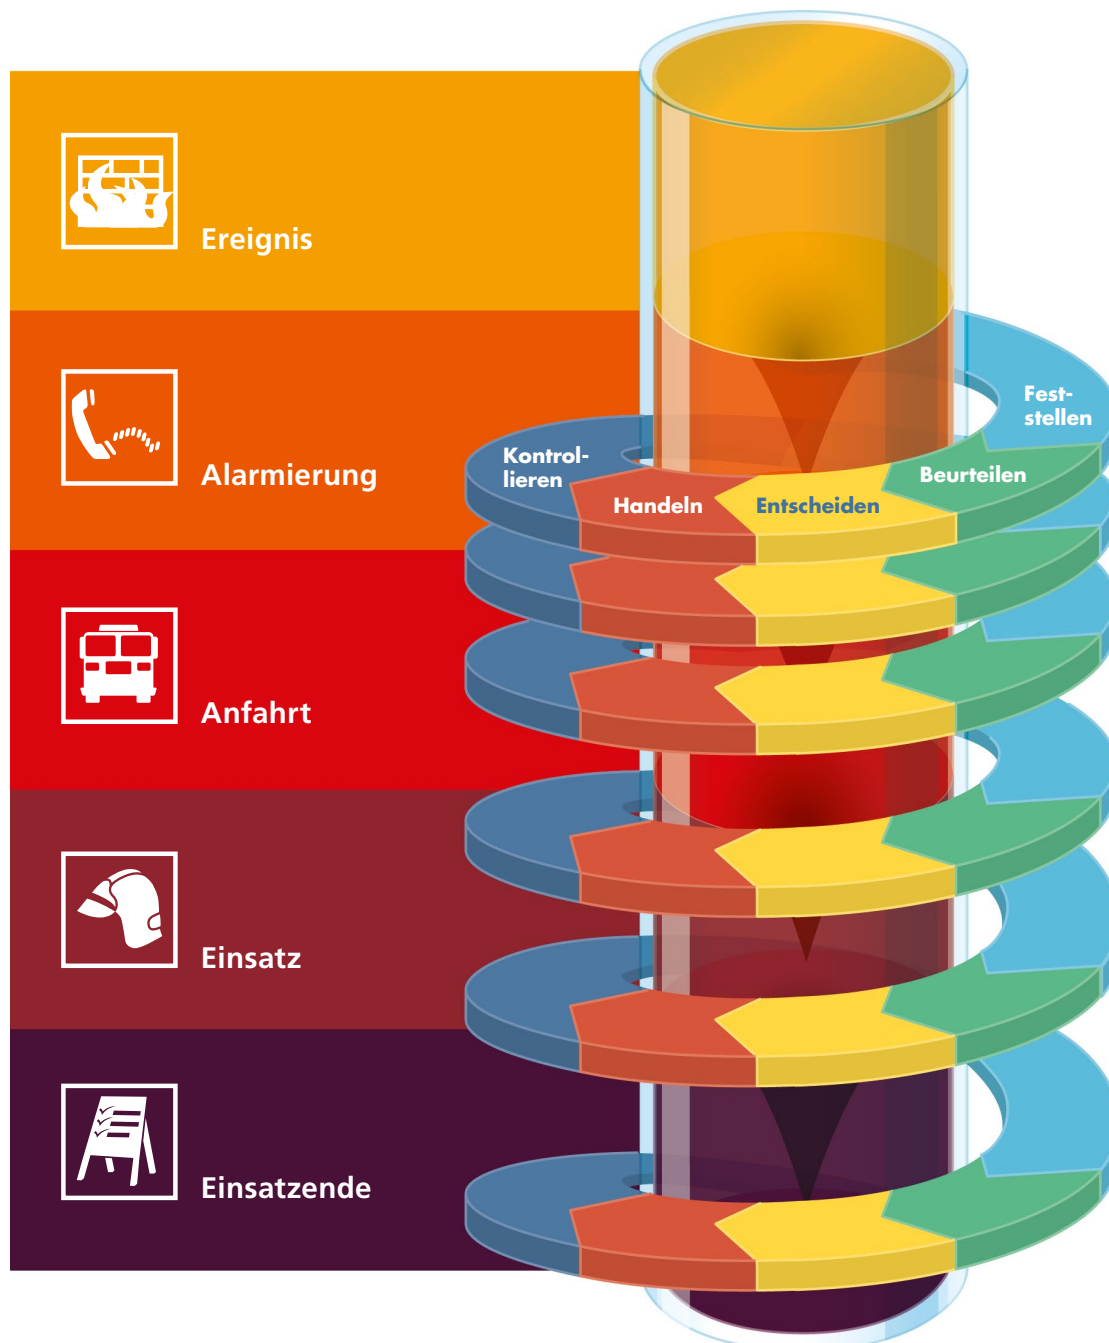 Ereignis
Alarmierung
Anfahrt
Einsatz
Einsatzende
Fest-
stellen
Beurteilen
Entscheiden
Handeln
Kontrol-
lieren